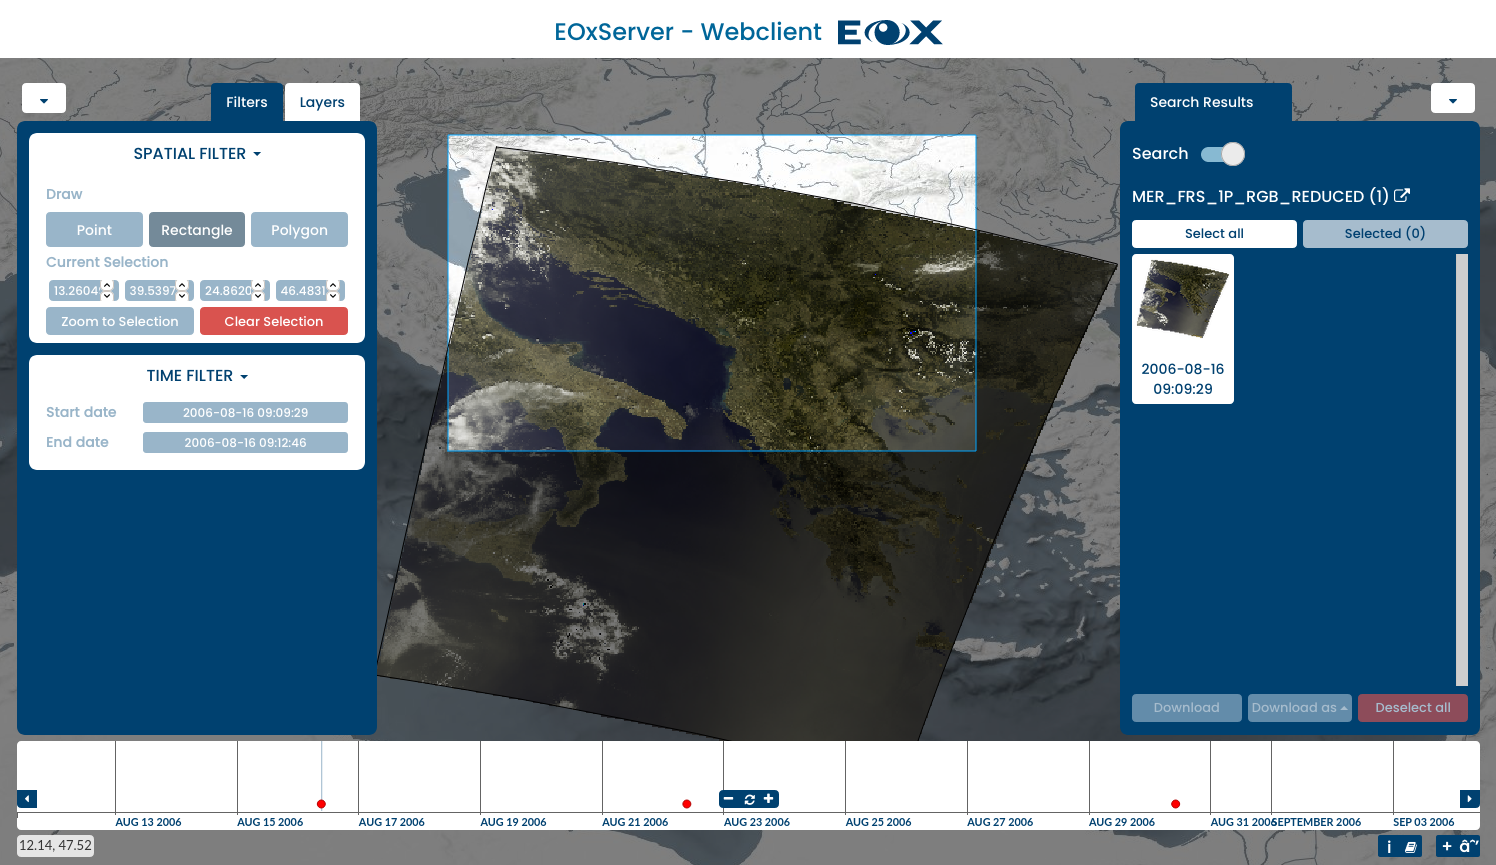 EOxServer - Webclient EOX
Filters
Layers
SPATIAL FILTER
Draw
Point
Rectangle
Polygon
Current Selection
13.2604
39.5397
24.8620
46.4831
Zoom to Selection
Clear Selection
TIME FILTER
Start date
2006-08-16 09:09:29
End date
2006-08-16 09:12:46
Search Results
Search
MER_FRS_1P_RGB_REDUCED (1)
Select all
Selected (0)
2006-08-16
09:09:29
Download
Download as
Deselect all
AUG 13 2006
AUG 15 2006
AUG 17 2006
AUG 19 2006
AUG 21 2006
AUG 23 2006
AUG 25 2006
AUG 27 2006
AUG 29 2006
AUG 31 2006
SEPTEMBER 2006
SEP 03 2006
12.14, 47.52